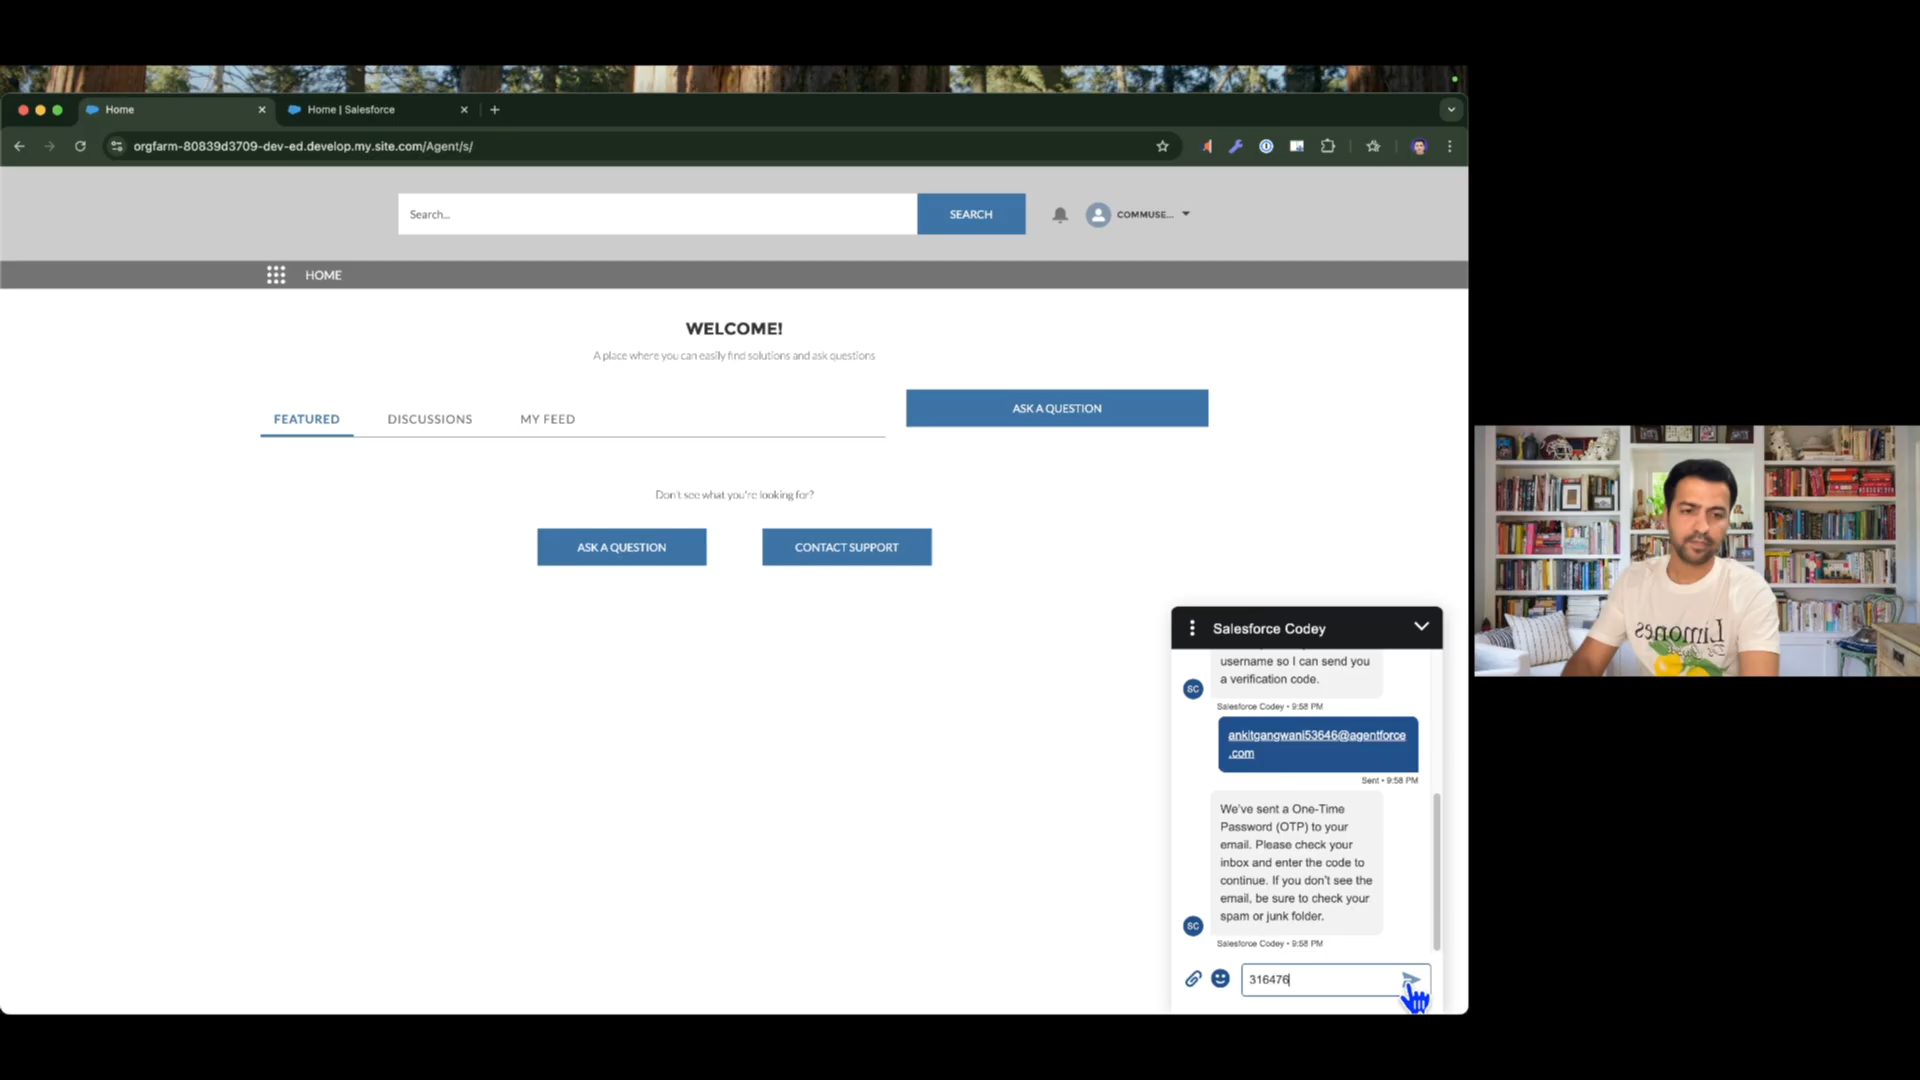 Home
Home | Salesforce
orgfarm-80839d3709-dev-ed.develop.my.site.com/Agent/s/
Search...
SEARCH
COMMUSE...
HOME
WELCOME!
A place where you can easily find solutions and ask questions
FEATURED
DISCUSSIONS
MY FEED
ASK A QUESTION
Don't see what you're looking for?
ASK A QUESTION
CONTACT SUPPORT
Salesforce Codey
username so I can send you
a verification code.
SC
Salesforce Codey • 9:58 PM
ankitgangwani53646@agentforce
.com
Sent • 9:58 PM
We've sent a One-Time
Password (OTP) to your
email. Please check your
inbox and enter the code to
continue. If you don't see the
email, be sure to check your
spam or junk folder.
SC
Salesforce Codey • 9:58 PM
316476
Limones